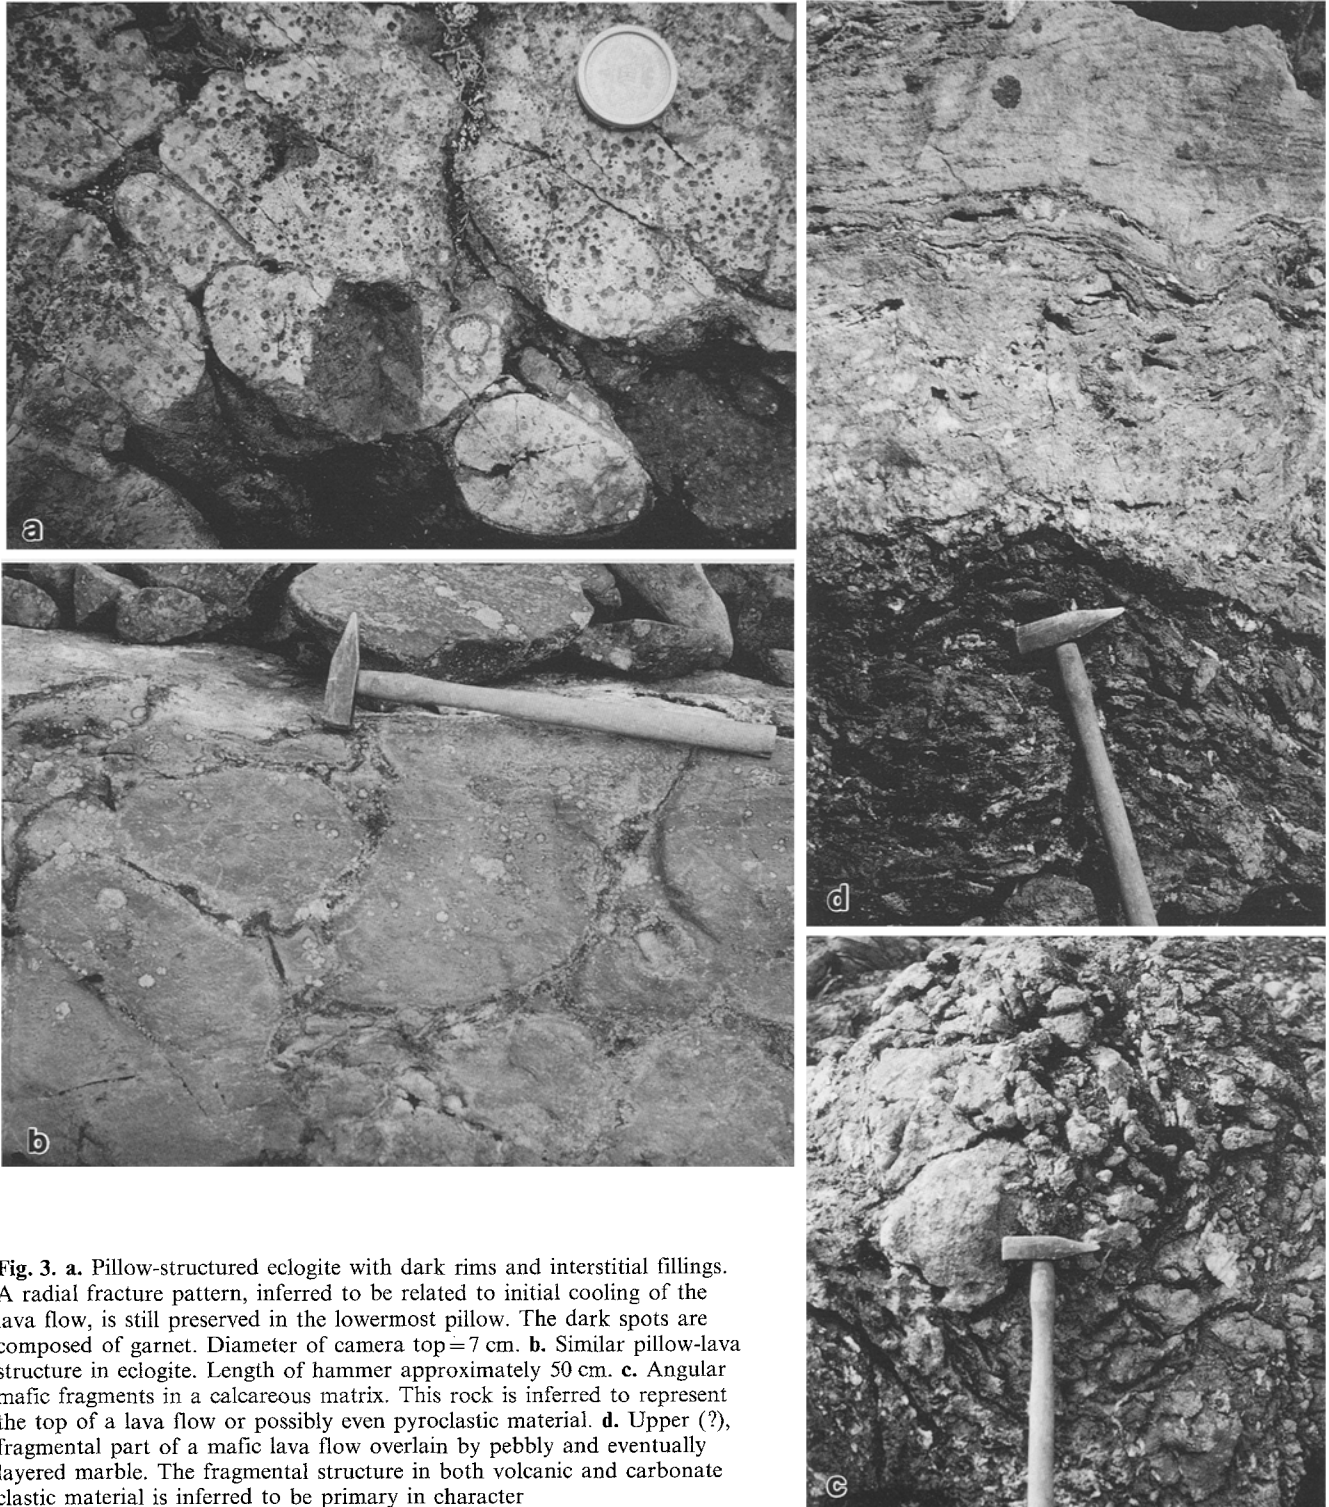 a
b
d
c
Fig. 3. a. Pillow-structured eclogite with dark rims and interstitial fillings.
A radial fracture pattern, inferred to be related to initial cooling of the
lava flow, is still preserved in the lowermost pillow. The dark spots are
composed of garnet. Diameter of camera top=7 cm. b. Similar pillow-lava
structure in eclogite. Length of hammer approximately 50 cm. c. Angular
mafic fragments in a calcareous matrix. This rock is inferred to represent
the top of a lava flow or possibly even pyroclastic material. d. Upper (?),
fragmental part of a mafic lava flow overlain by pebbly and eventually
layered marble. The fragmental structure in both volcanic and carbonate
clastic material is inferred to be primary in character